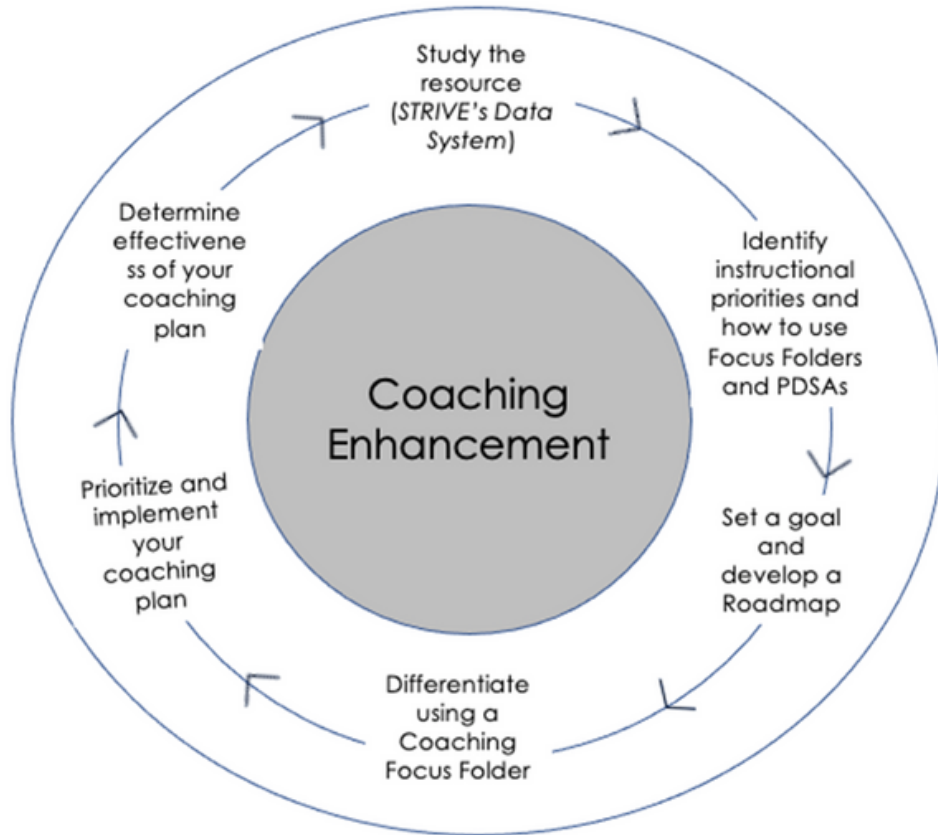 Study the
resource
(STRIVE's Data
System)
Identify
instructional
priorities and
how to use
Focus Folders
and PDSAs
Set a goal
and
develop a
Roadmap
Differentiate
using a
Coaching
Focus Folder
Prioritize and
implement
your
coaching
plan
Determine
effectivene
ss of your
coaching
plan
Coaching
Enhancement